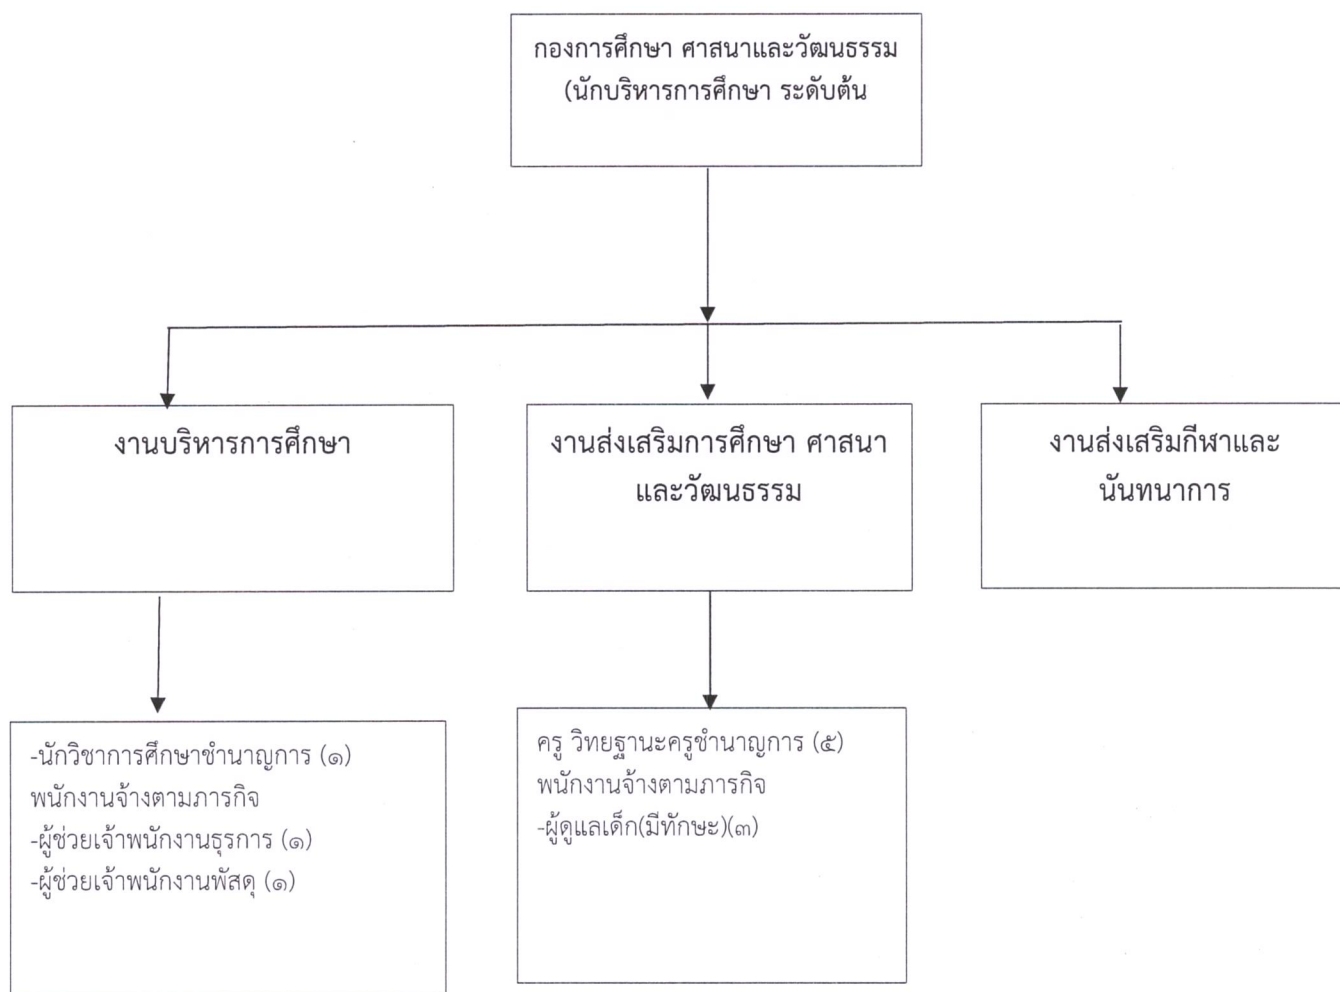 กองการศึกษา ศาสนาและวัฒนธรรม
(นักบริหารการศึกษา ระดับต้น
งานบริหารการศึกษา
งานส่งเสริมการศึกษา ศาสนา
และวัฒนธรรม
งานส่งเสริมกีฬาและ
นันทนาการ
-นักวิชาการศึกษาชำนาญการ (๑)
พนักงานจ้างตามภารกิจ
-ผู้ช่วยเจ้าพนักงานธุรการ (๑)
-ผู้ช่วยเจ้าพนักงานพัสดุ (๑)
ครู วิทยฐานะครูชำนาญการ (๕)
พนักงานจ้างตามภารกิจ
-ผู้ดูแลเด็ก(มีทักษะ)(๓)